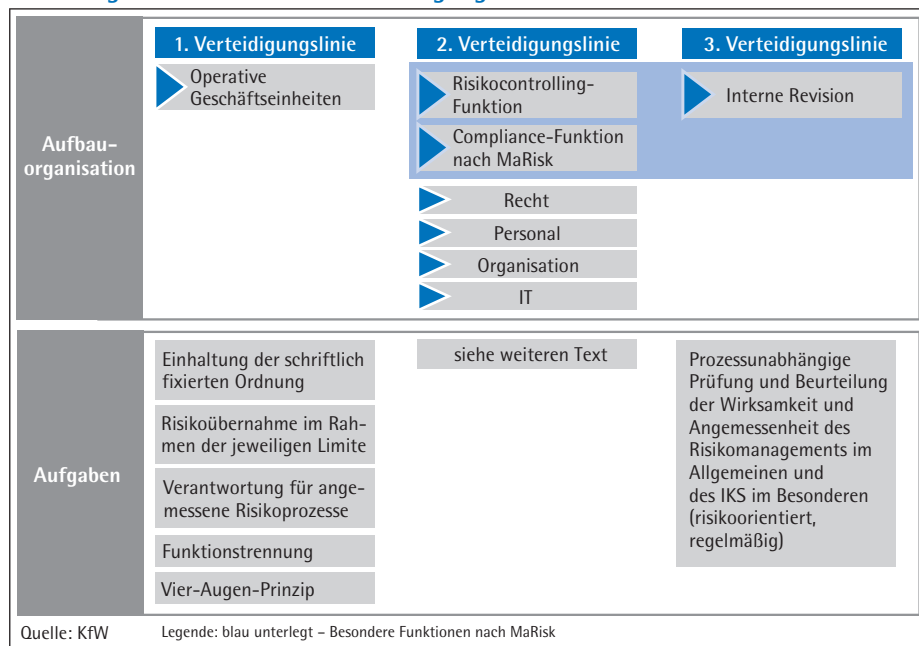 1. Verteidigungslinie
2. Verteidigungslinie
3. Verteidigungslinie
Aufbau-
organisation
Operative
Geschäftseinheiten
Risikocontrolling-
Funktion
Compliance-Funktion
nach MaRisk
Recht
Personal
Organisation
IT
Interne Revision
Aufgaben
Einhaltung der schriftlich
fixierten Ordnung
Risikoübernahme im Rah-
men der jeweiligen Limite
Verantwortung für ange-
messene Risikoprozesse
Funktionstrennung
Vier-Augen-Prinzip
siehe weiteren Text
Prozessunabhängige
Prüfung und Beurteilung
der Wirksamkeit und
Angemessenheit des
Risikomanagements im
Allgemeinen und
des IKS im Besonderen
(risikoorientiert,
regelmäßig)
Quelle: KfW
Legende: blau unterlegt – Besondere Funktionen nach MaRisk